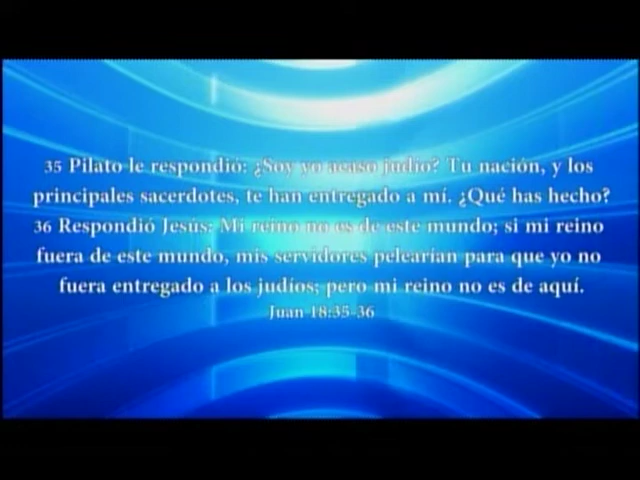 35 Pilato le respondió: ¿Soy yo acaso judío? Tu nación, y los
principales sacerdotes, te han entregado a mí. ¿Qué has hecho?
36 Respondió Jesús: Mi reino no es de este mundo; si mi reino
fuera de este mundo, mis servidores pelearían para que yo no
fuera entregado a los judíos; pero mi reino no es de aquí.
Juan 18:35-36